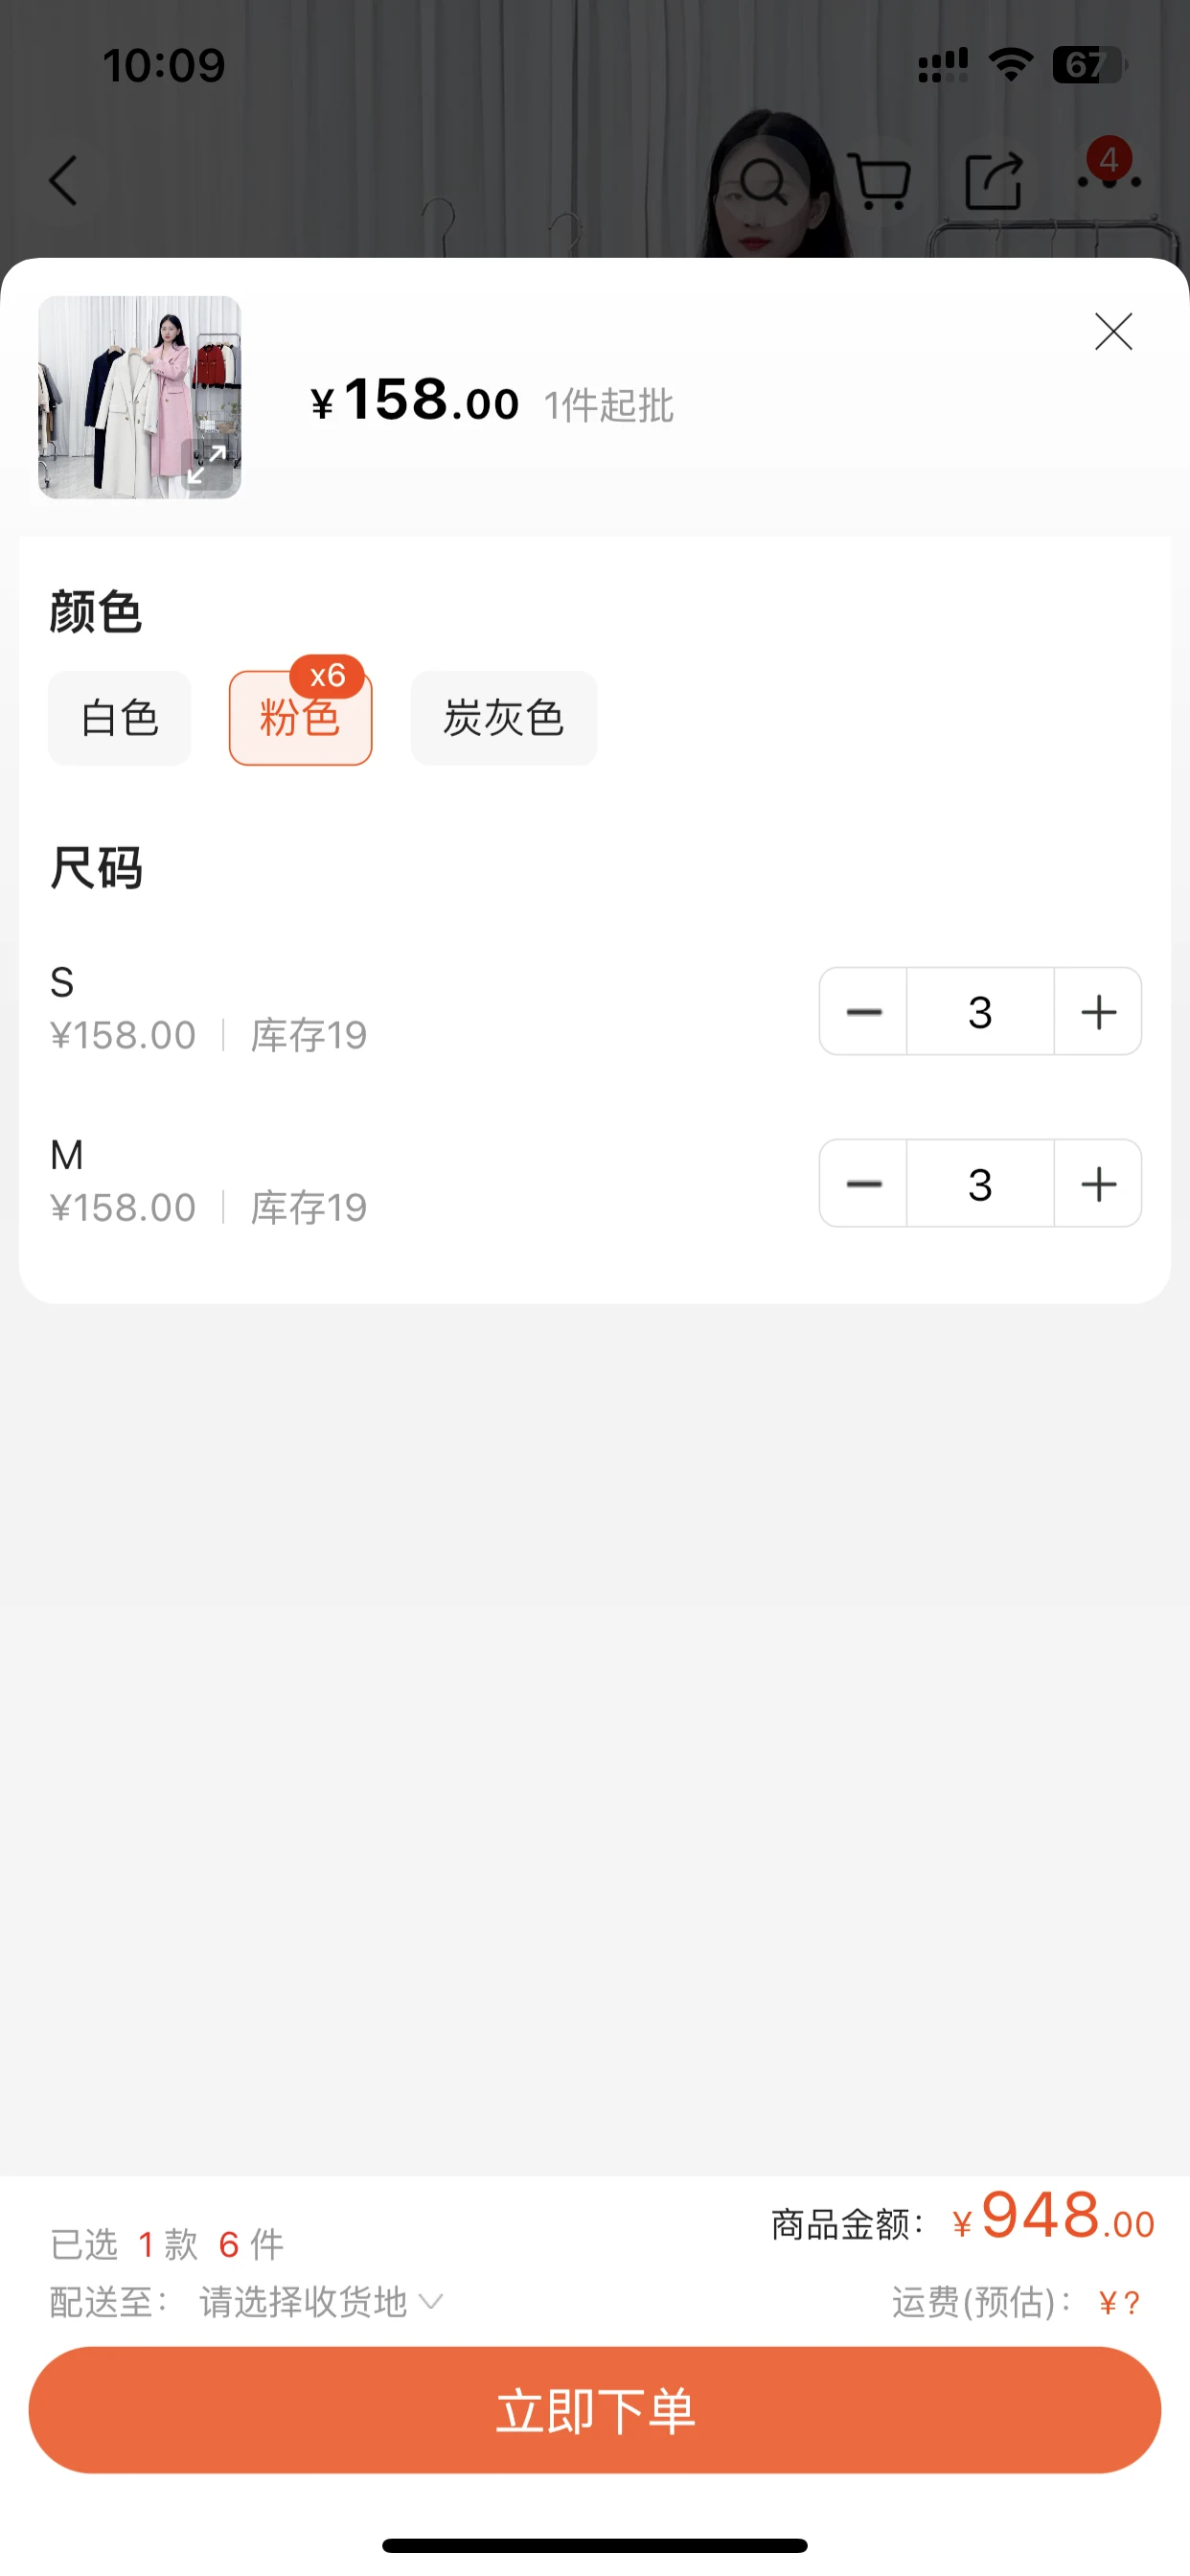 10:09
67
4
¥158.00 1件起批
颜色
x6
白色 粉色 炭灰色
尺码
S
¥158.00 库存19
3
M
¥158.00 库存19
3
已选 1 款 6 件
商品金额： ¥948.00
配送至： 请选择收货地
运费(预估)： ¥?
立即下单